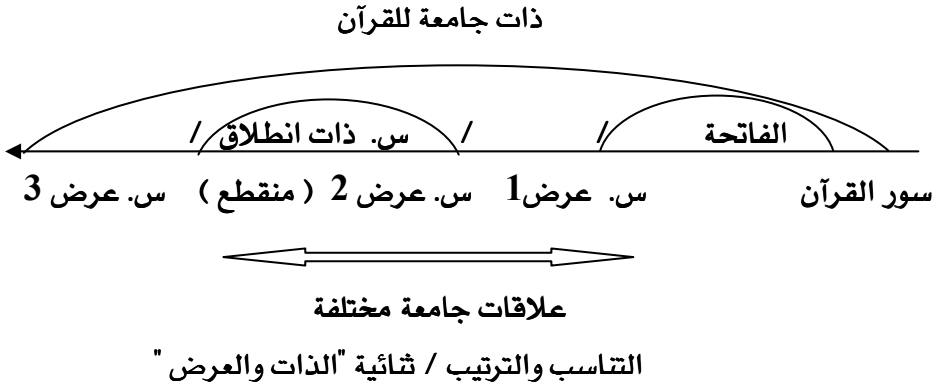 ذات جامعة للقرآن
الفاتحة / / س. ذات انطلاق /
سور القرآن س. عرض1 س. عرض 2 ( منقطع ) س. عرض 3
علاقات جامعة مختلفة
التناسب والترتيب / ثنائية "الذات والعرض "